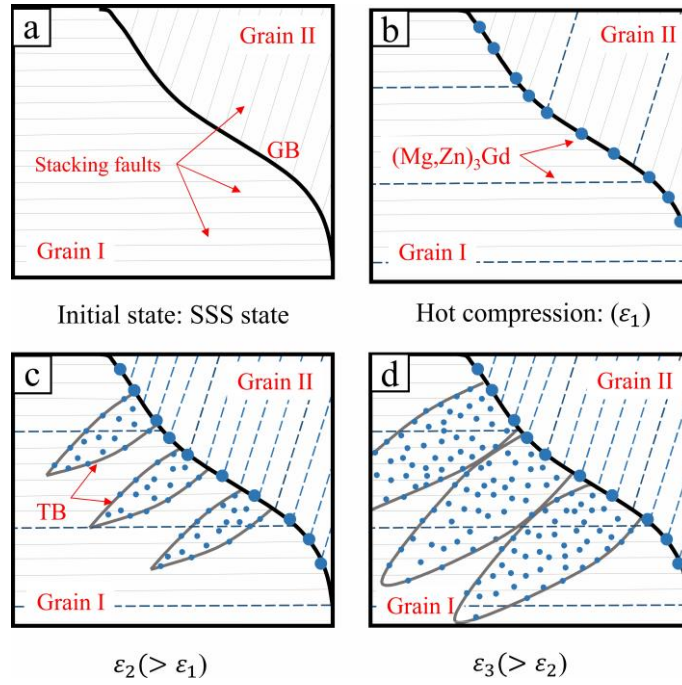 a
Grain II
Stacking faults
GB
Grain I
Initial state: SSS state
b
Grain II
(Mg,Zn)₃Gd
Grain I
Hot compression: (ε₁)
c
Grain II
TB
Grain I
ε₂(> ε₁)
d
Grain II
Grain I
ε₃(> ε₂)